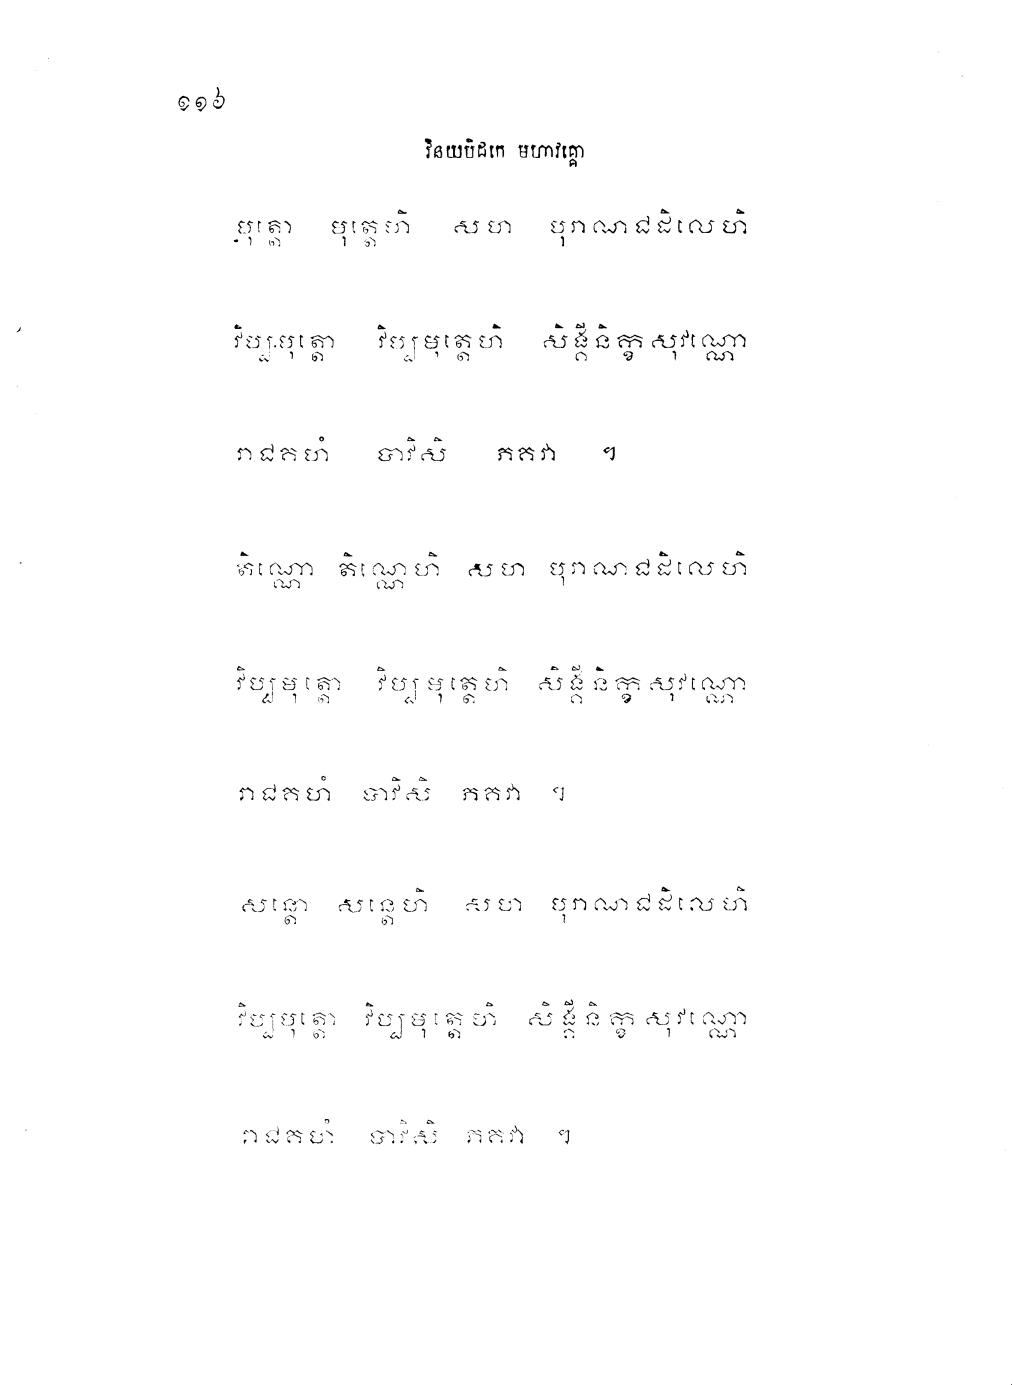 ១១៦
វិនយបិដកេ មហាវគ្គោ
មុត្តោ មុត្តេហិ សហ បុរាណជដិលេហិ
វិប្បមុត្តោ វិប្បមុត្តេហិ សិង្គីនិក្ខសុវណ្ណោ
រាជគហំ បាវិសិ ភគវា ។
តិណ្ណោ តិណ្ណេហិ សហ បុរាណជដិលេហិ
វិប្បមុត្តោ វិប្បមុត្តេហិ សិង្គីនិក្ខសុវណ្ណោ
រាជគហំ បាវិសិ ភគវា ។
សន្តោ សន្តេហិ សហ បុរាណជដិលេហិ
វិប្បមុត្តោ វិប្បមុត្តេហិ សិង្គីនិក្ខសុវណ្ណោ
រាជគហំ បាវិសិ ភគវា ។